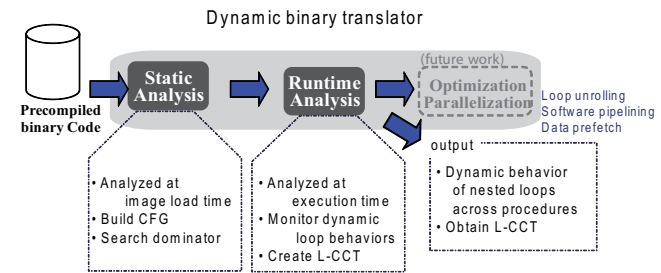 Dynamic binary translator
Precompiled
binary Code
Static
Analysis
Runtime
Analysis
(future work)
Optimization
Parallelization
Loop unrolling
Software pipelining
Data prefetch
• Analyzed at
image load time
• Build CFG
• Search dominator
• Analyzed at
execution time
• Monitor dynamic
loop behaviors
• Create L-CCT
output
• Dynamic behavior
of nested loops
across procedures
• Obtain L-CCT